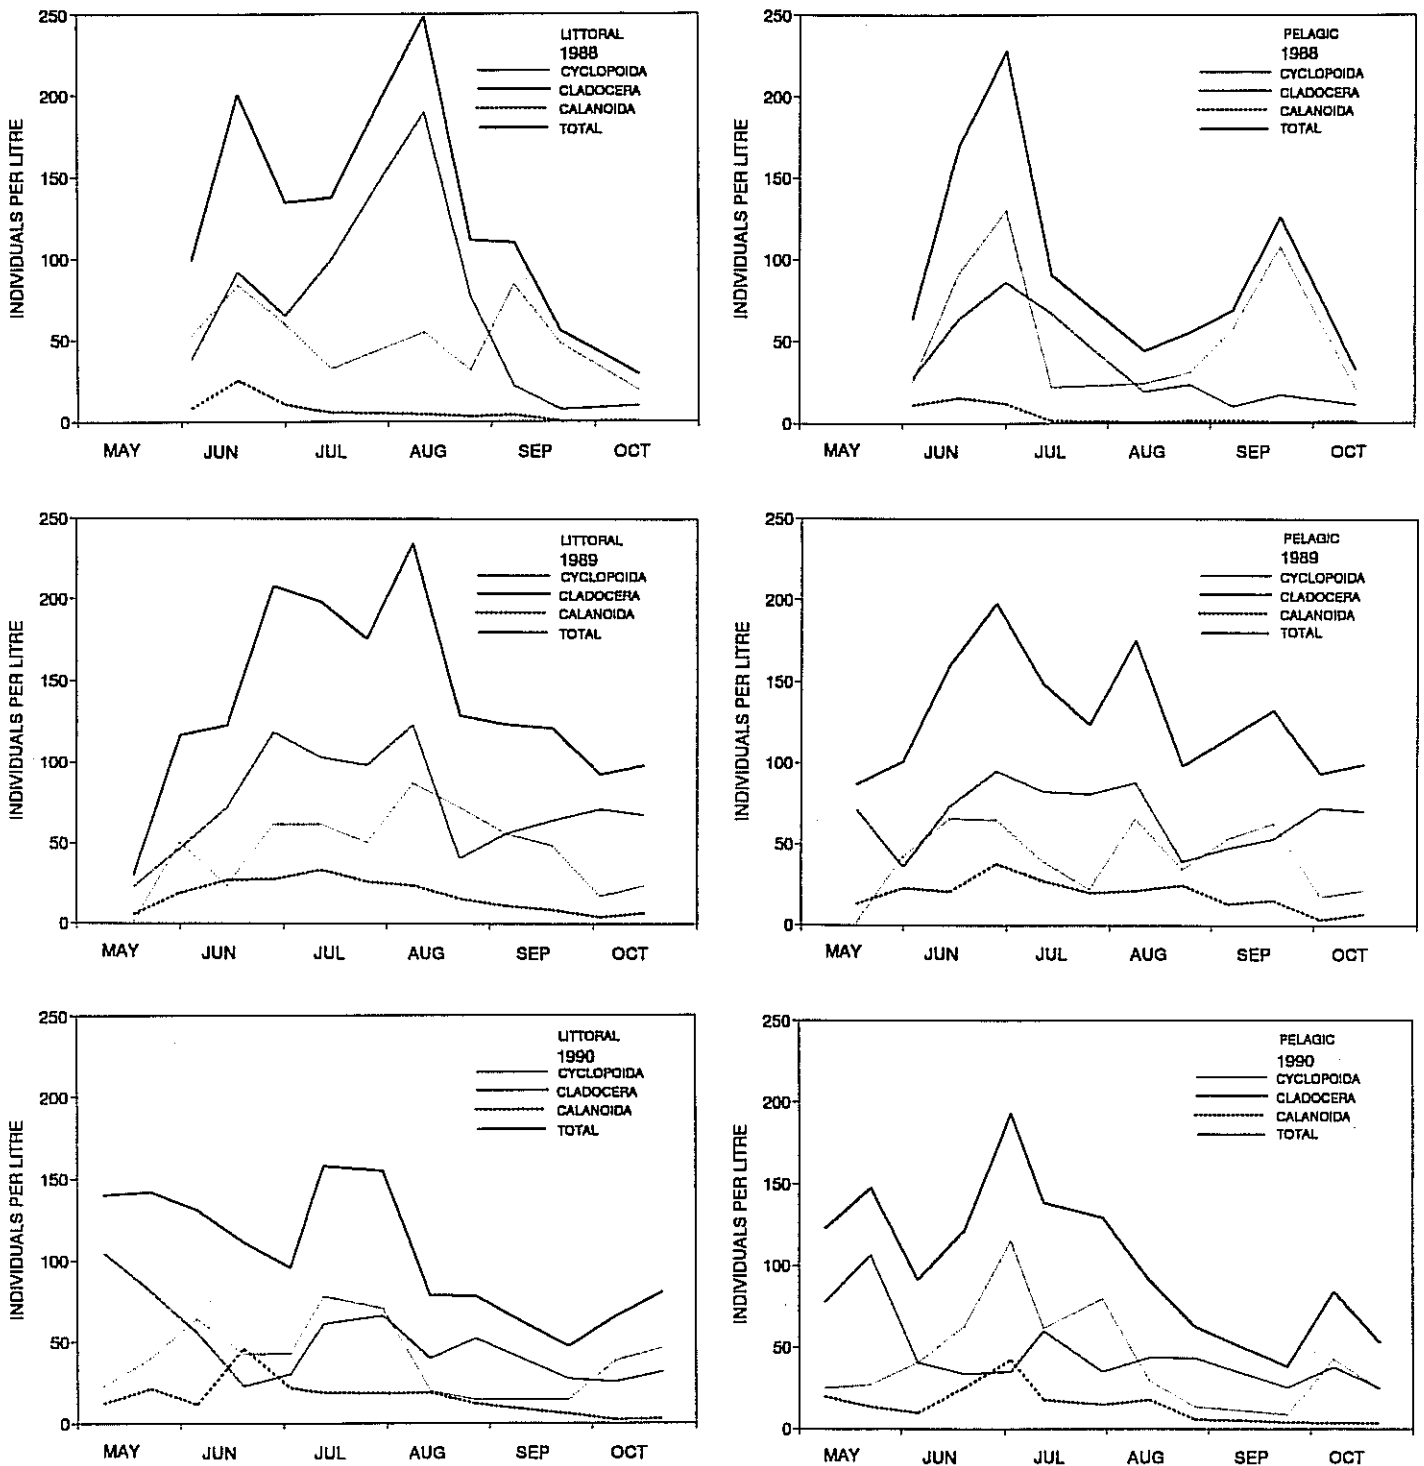 LITTORAL
1988
CYCLOPOIDA
CLADOCERA
CALANOIDA
TOTAL
INDIVIDUALS PER LITRE
250
200
150
100
50
0
MAY JUN JUL AUG SEP OCT
PELAGIC
1988
CYCLOPOIDA
CLADOCERA
CALANOIDA
TOTAL
INDIVIDUALS PER LITRE
250
200
150
100
50
0
MAY JUN JUL AUG SEP OCT
LITTORAL
1989
CYCLOPOIDA
CLADOCERA
CALANOIDA
TOTAL
INDIVIDUALS PER LITRE
250
200
150
100
50
0
MAY JUN JUL AUG SEP OCT
PELAGIC
1989
CYCLOPOIDA
CLADOCERA
CALANOIDA
TOTAL
INDIVIDUALS PER LITRE
250
200
150
100
50
0
MAY JUN JUL AUG SEP OCT
LITTORAL
1990
CYCLOPOIDA
CLADOCERA
CALANOIDA
TOTAL
INDIVIDUALS PER LITRE
250
200
150
100
50
0
MAY JUN JUL AUG SEP OCT
PELAGIC
1990
CYCLOPOIDA
CLADOCERA
CALANOIDA
TOTAL
INDIVIDUALS PER LITRE
250
200
150
100
50
0
MAY JUN JUL AUG SEP OCT